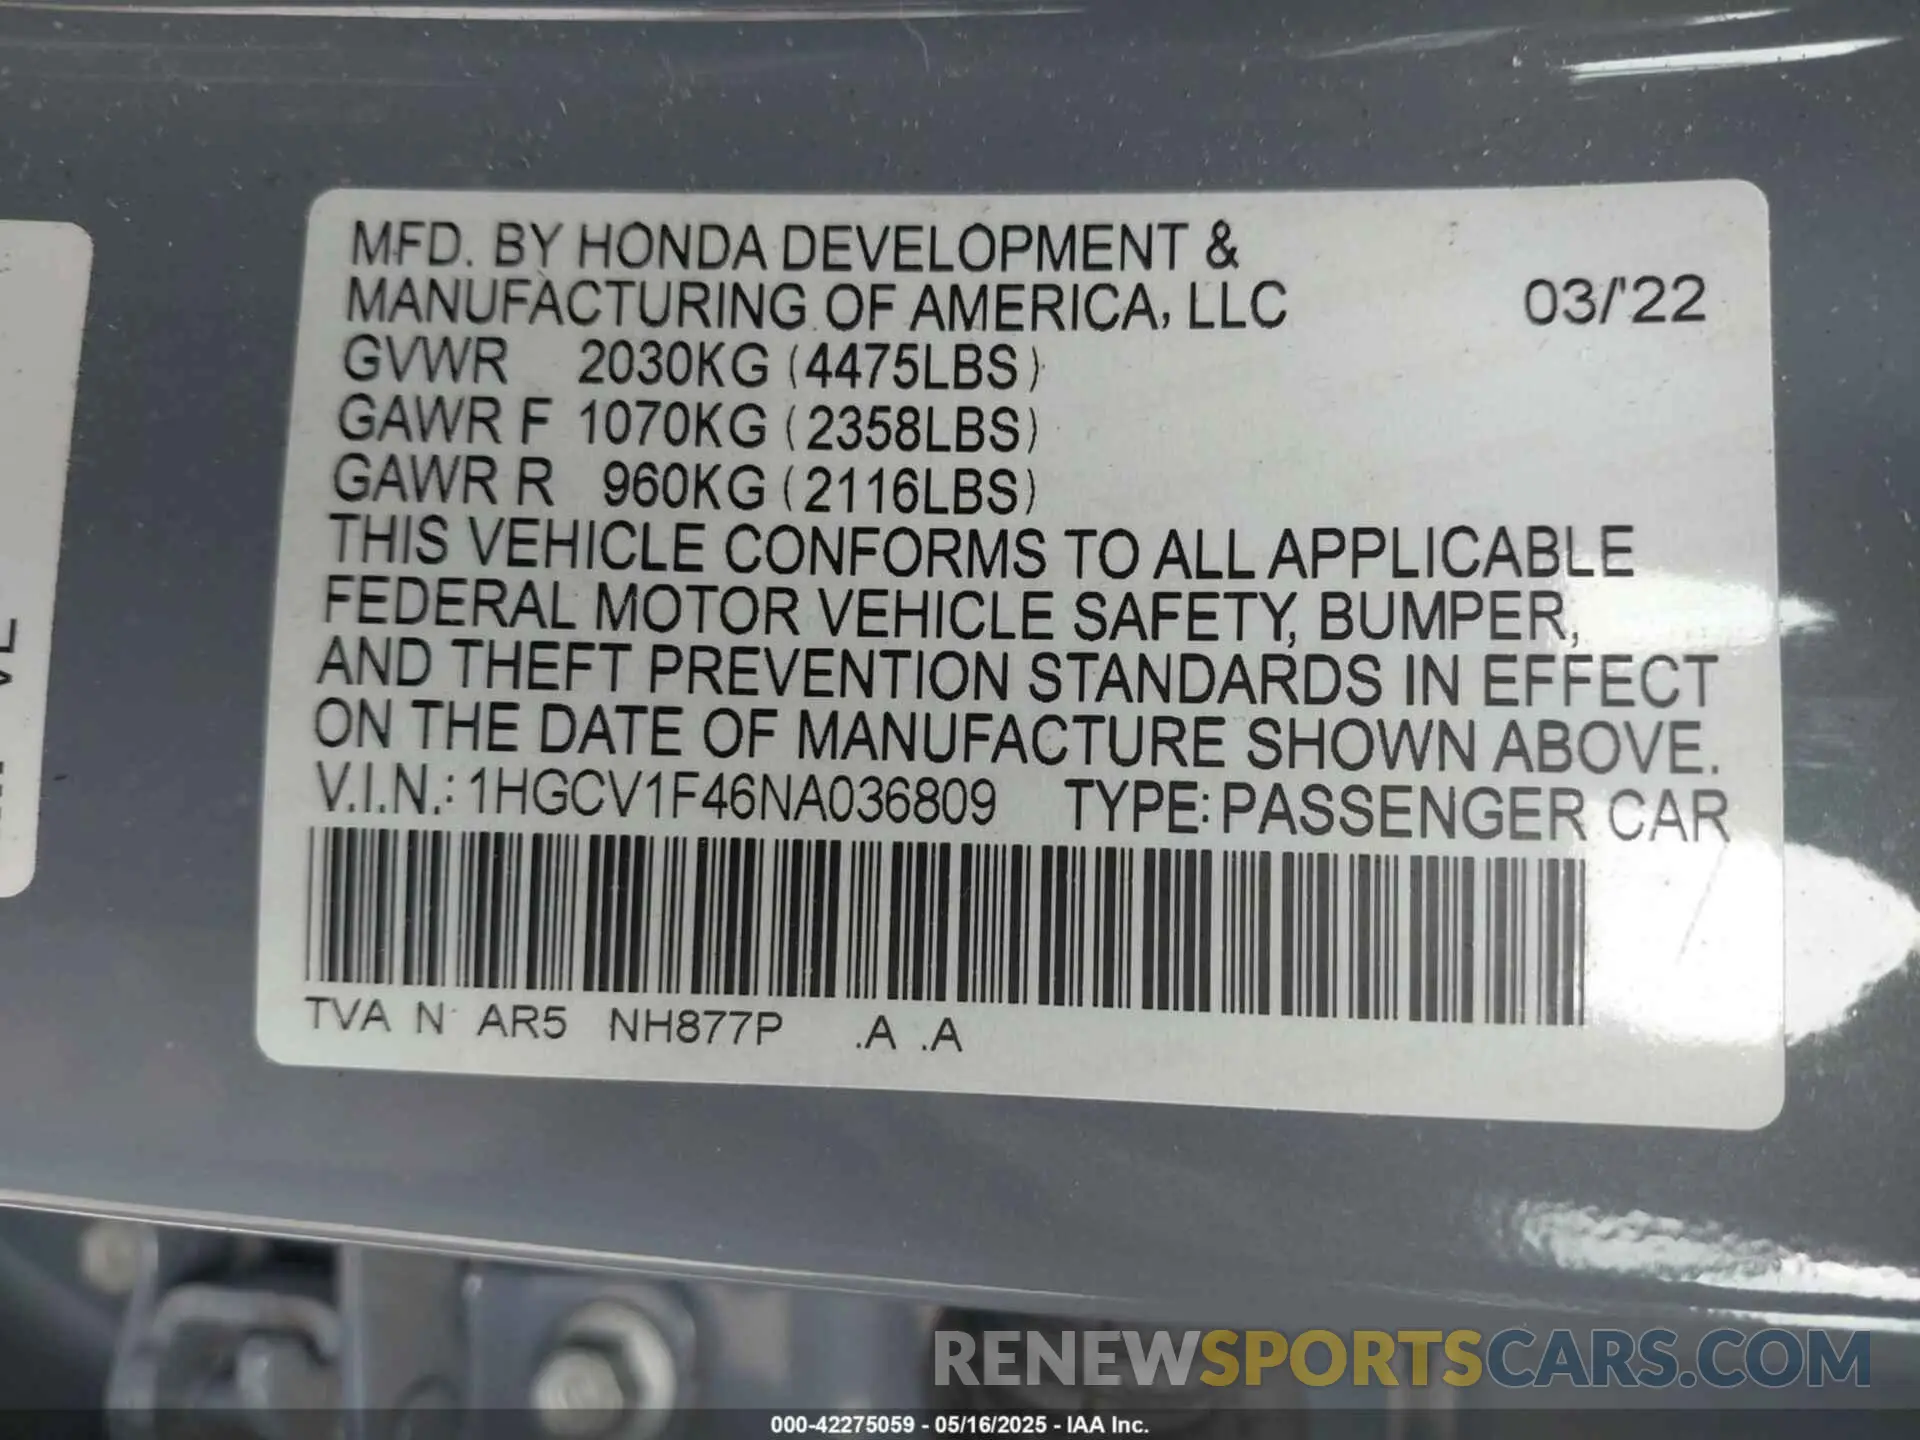 MFD. BY HONDA DEVELOPMENT &
MANUFACTURING OF AMERICA, LLC 03/'22
GVWR 2030KG (4475LBS)
GAWR F 1070KG (2358LBS)
GAWR R 960KG (2116LBS)
THIS VEHICLE CONFORMS TO ALL APPLICABLE
FEDERAL MOTOR VEHICLE SAFETY, BUMPER,
AND THEFT PREVENTION STANDARDS IN EFFECT
ON THE DATE OF MANUFACTURE SHOWN ABOVE.
V.I.N.: 1HGCV1F46NA036809 TYPE: PASSENGER CAR
TVA N AR5 NH877P .A .A
RENEWSPORTSCARS.COM
000-42275059 - 05/16/2025 - IAA Inc.